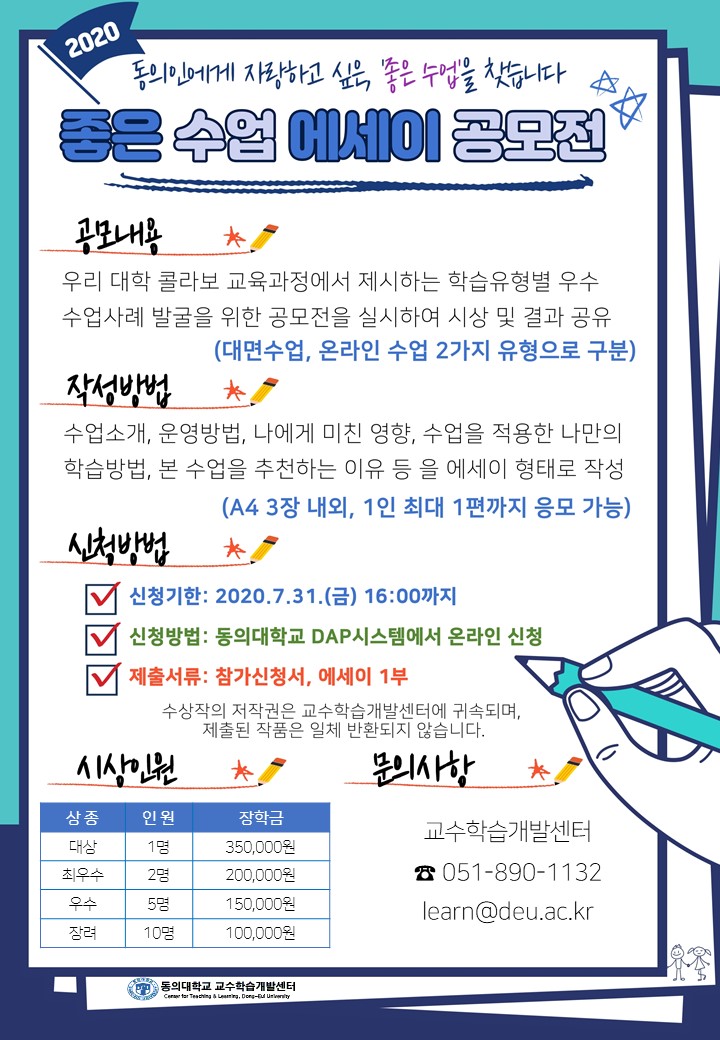 2020
동의인에게 자랑하고 싶은, '좋은 수업'을 찾습니다
좋은 수업 에세이 공모전
공모내용
우리 대학 콜라보 교육과정에서 제시하는 학습유형별 우수
수업사례 발굴을 위한 공모전을 실시하여 시상 및 결과 공유
(대면수업, 온라인 수업 2가지 유형으로 구분)
작성방법
수업소개, 운영방법, 나에게 미친 영향, 수업을 적용한 나만의
학습방법, 본 수업을 추천하는 이유 등 을 에세이 형태로 작성
(A4 3장 내외, 1인 최대 1편까지 응모 가능)
신청방법
신청기한: 2020.7.31.(금) 16:00까지
신청방법: 동의대학교 DAP시스템에서 온라인 신청
제출서류: 참가신청서, 에세이 1부
수상작의 저작권은 교수학습개발센터에 귀속되며,
제출된 작품은 일체 반환되지 않습니다.
시상인원
상 종 인 원 장학금
대상 1명 350,000원
최우수 2명 200,000원
우수 5명 150,000원
장려 10명 100,000원
문의사항
교수학습개발센터
☎ 051-890-1132
learn@deu.ac.kr
동의대학교 교수학습개발센터
Center for Teaching & Learning, Dong-Eui University